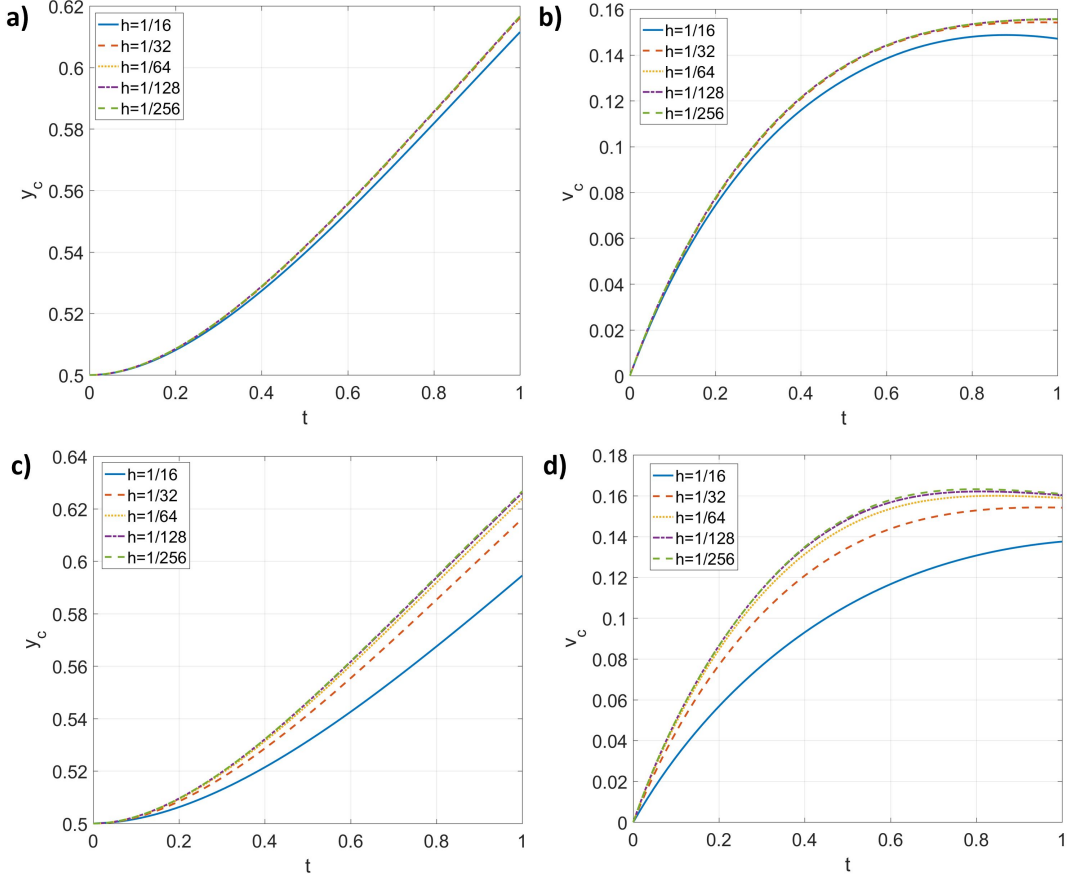 a)
0.62
0.6
0.58
0.56
0.54
0.52
0.5
y_c
h=1/16
h=1/32
h=1/64
h=1/128
h=1/256
0 0.2 0.4 0.6 0.8 1
t
b)
0.16
0.14
0.12
0.1
0.08
0.06
0.04
0.02
0
v_c
h=1/16
h=1/32
h=1/64
h=1/128
h=1/256
0 0.2 0.4 0.6 0.8 1
t
c)
0.64
0.62
0.6
0.58
0.56
0.54
0.52
0.5
y_c
h=1/16
h=1/32
h=1/64
h=1/128
h=1/256
0 0.2 0.4 0.6 0.8 1
t
d)
0.18
0.16
0.14
0.12
0.1
0.08
0.06
0.04
0.02
0
v_c
h=1/16
h=1/32
h=1/64
h=1/128
h=1/256
0 0.2 0.4 0.6 0.8 1
t